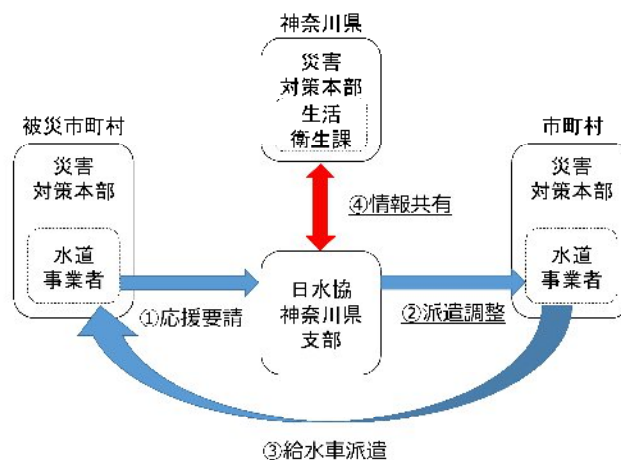 神奈川県
災害
対策本部
生活
衛生課
被災市町村
災害
対策本部
水道
事業者
市町村
災害
対策本部
水道
事業者
④情報共有
日水協
神奈川県
支部
①応援要請
②派遣調整
③給水車派遣